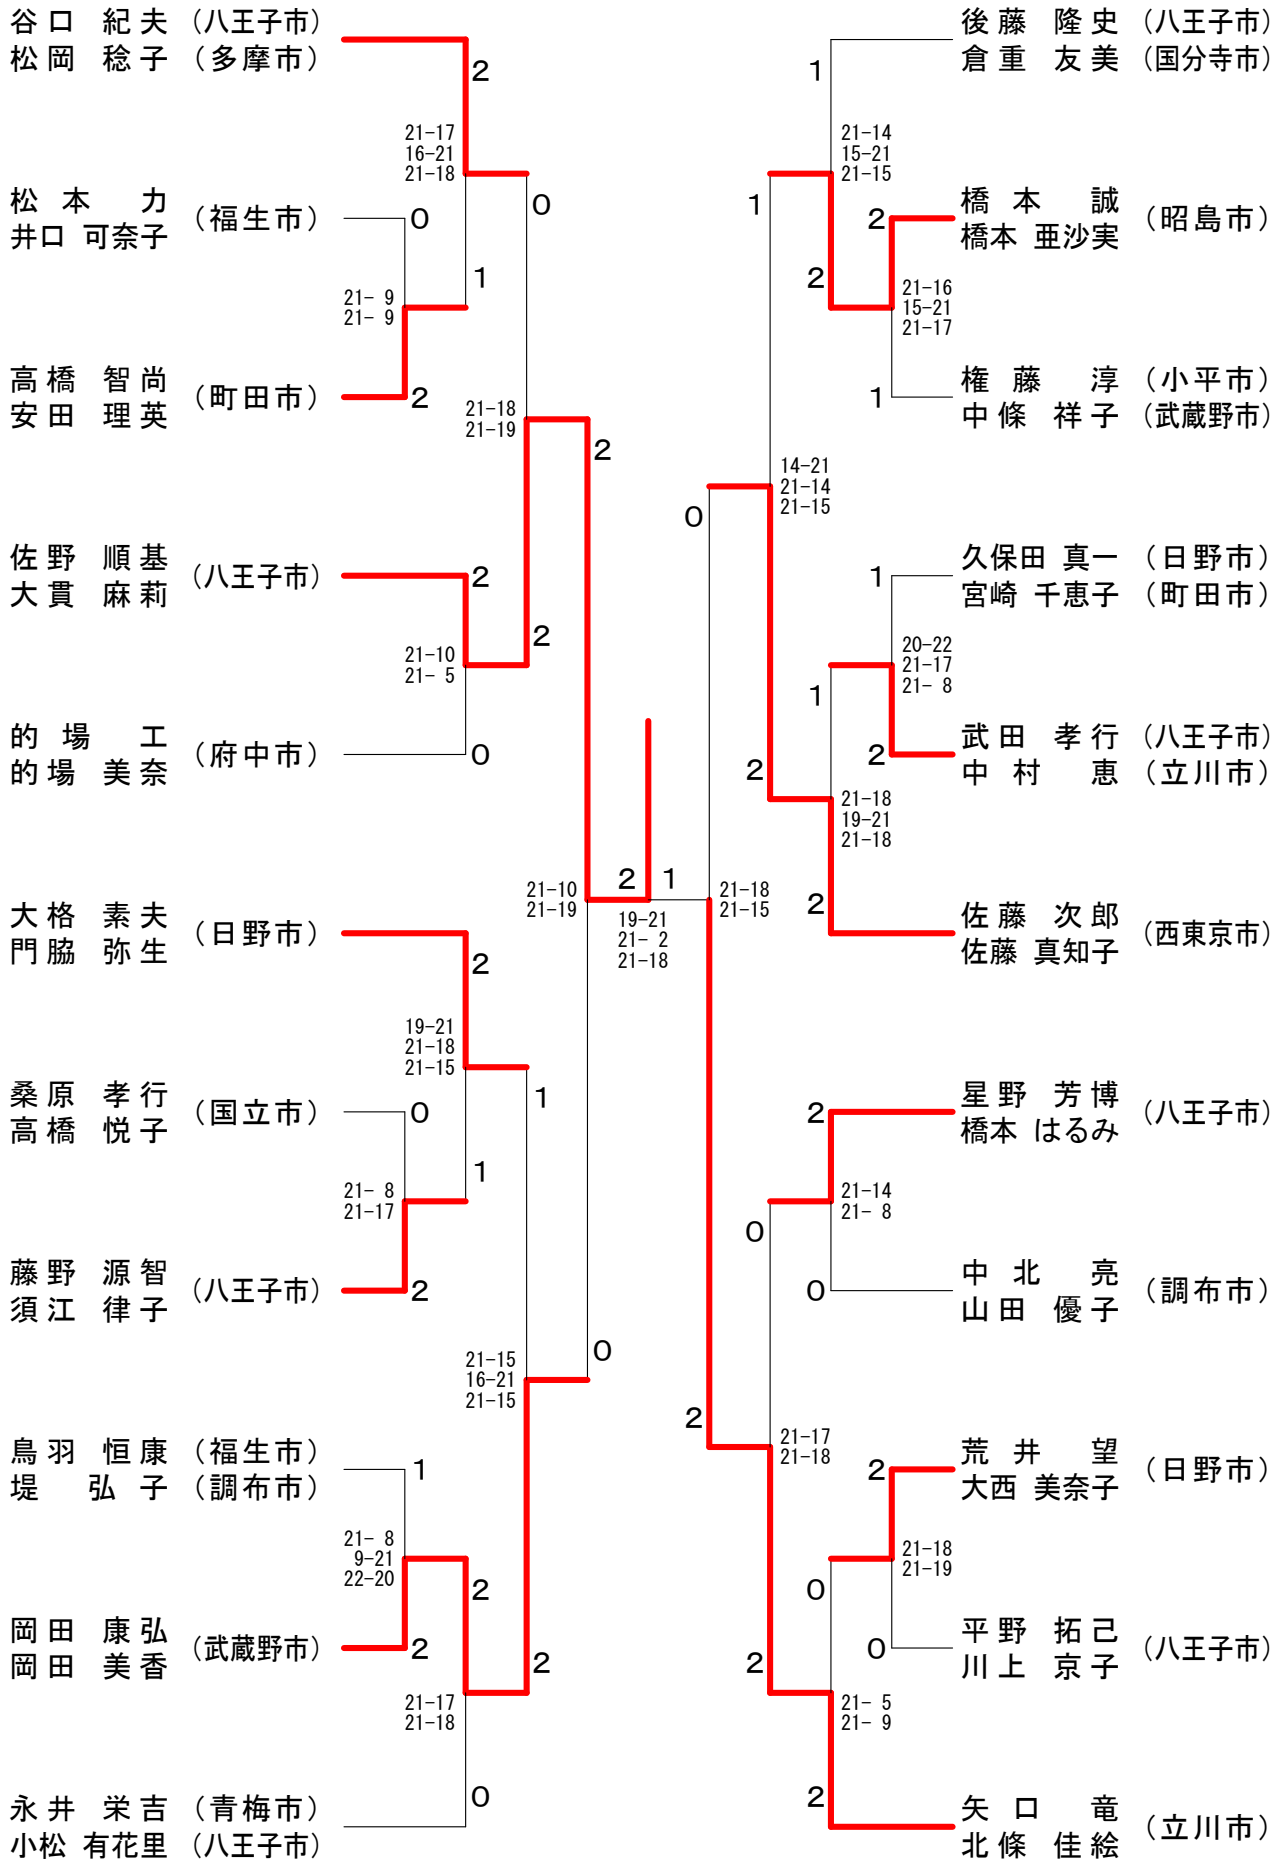 谷口 紀夫 (八王子市)
松岡 稔子 (多摩市)
2
21-17
16-21
21-18
0
松本 力 (福生市)
井口 可奈子
0
1
21- 9
21- 9
高橋 智尚 (町田市)
安田 理英
2
21-18
21-19
2
佐野 順基 (八王子市)
大貫 麻莉
2
2
21-10
21- 5
的場 工 (府中市)
的場 美奈
0
21-10
21-19
2
1
19-21
21- 2
21-18
大格 素夫 (日野市)
門脇 弥生
2
19-21
21-18
21-15
1
桑原 孝行 (国立市)
高橋 悦子
0
1
21- 8
21-17
藤野 源智 (八王子市)
須江 律子
2
0
21-15
16-21
21-15
鳥羽 恒康 (福生市)
堤 弘子 (調布市)
1
21- 8
9-21
22-20
2
岡田 康弘 (武蔵野市)
岡田 美香
2
2
21-17
21-18
永井 栄吉 (青梅市)
小松 有花里 (八王子市)
0
後藤 隆史 (八王子市)
倉重 友美 (国分寺市)
1
21-14
15-21
21-15
1
橋本 誠 (昭島市)
橋本 亜沙実
2
2
21-16
15-21
21-17
権藤 淳 (小平市)
中條 祥子 (武蔵野市)
1
14-21
21-14
21-15
0
久保田 真一 (日野市)
宮崎 千恵子 (町田市)
1
20-22
21-17
21- 8
1
武田 孝行 (八王子市)
中村 恵 (立川市)
2
2
21-18
19-21
21-18
21-18
21-15
佐藤 次郎 (西東京市)
佐藤 真知子
2
星野 芳博 (八王子市)
橋本 はるみ
2
21-14
21- 8
0
中北 亮 (調布市)
山田 優子
0
2
21-17
21-18
荒井 望 (日野市)
大西 美奈子
2
21-18
21-19
0
平野 拓己 (八王子市)
川上 京子
0
2
21- 5
21- 9
矢口 竜 (立川市)
北條 佳絵
2